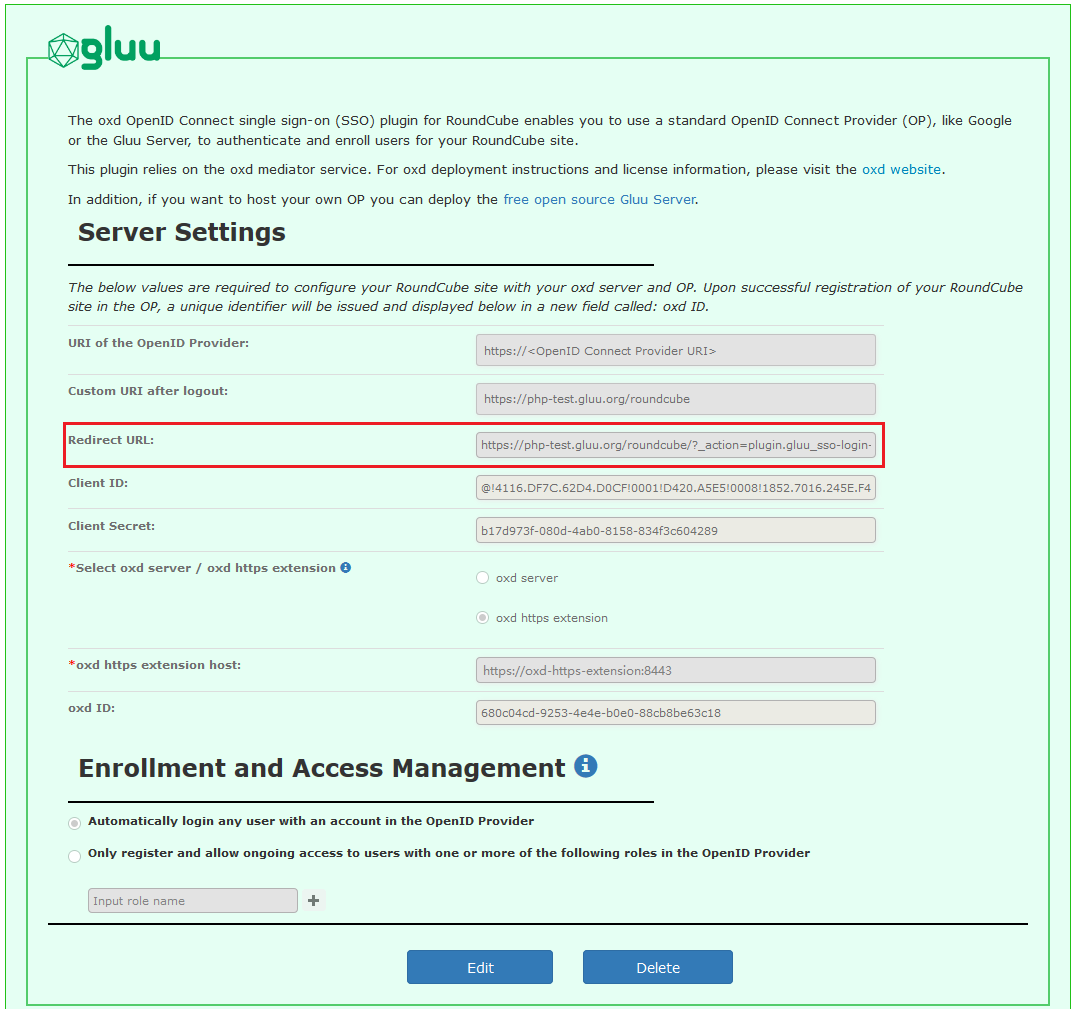 gluu
The oxd OpenID Connect single sign-on (SSO) plugin for RoundCube enables you to use a standard OpenID Connect Provider (OP), like Google
or the Gluu Server, to authenticate and enroll users for your RoundCube site.
This plugin relies on the oxd mediator service. For oxd deployment instructions and license information, please visit the oxd website.
In addition, if you want to host your own OP you can deploy the free open source Gluu Server.
Server Settings
The below values are required to configure your RoundCube site with your oxd server and OP. Upon successful registration of your RoundCube
site in the OP, a unique identifier will be issued and displayed below in a new field called: oxd ID.
URI of the OpenID Provider:
https://<OpenID Connect Provider URI>
Custom URI after logout:
https://php-test.gluu.org/roundcube
Redirect URL:
https://php-test.gluu.org/roundcube/?_action=plugin.gluu_sso-login-
Client ID:
@!4116.DF7C.62D4.D0CF!0001!D420.A5E5!0008!1852.7016.245E.F4
Client Secret:
b17d973f-080d-4ab0-8158-834f3c604289
*Select oxd server / oxd https extension
oxd server
oxd https extension
*oxd https extension host:
https://oxd-https-extension:8443
oxd ID:
680c04cd-9253-4e4e-b0e0-88cb8be63c18
Enrollment and Access Management
Automatically login any user with an account in the OpenID Provider
Only register and allow ongoing access to users with one or more of the following roles in the OpenID Provider
Input role name
Edit
Delete